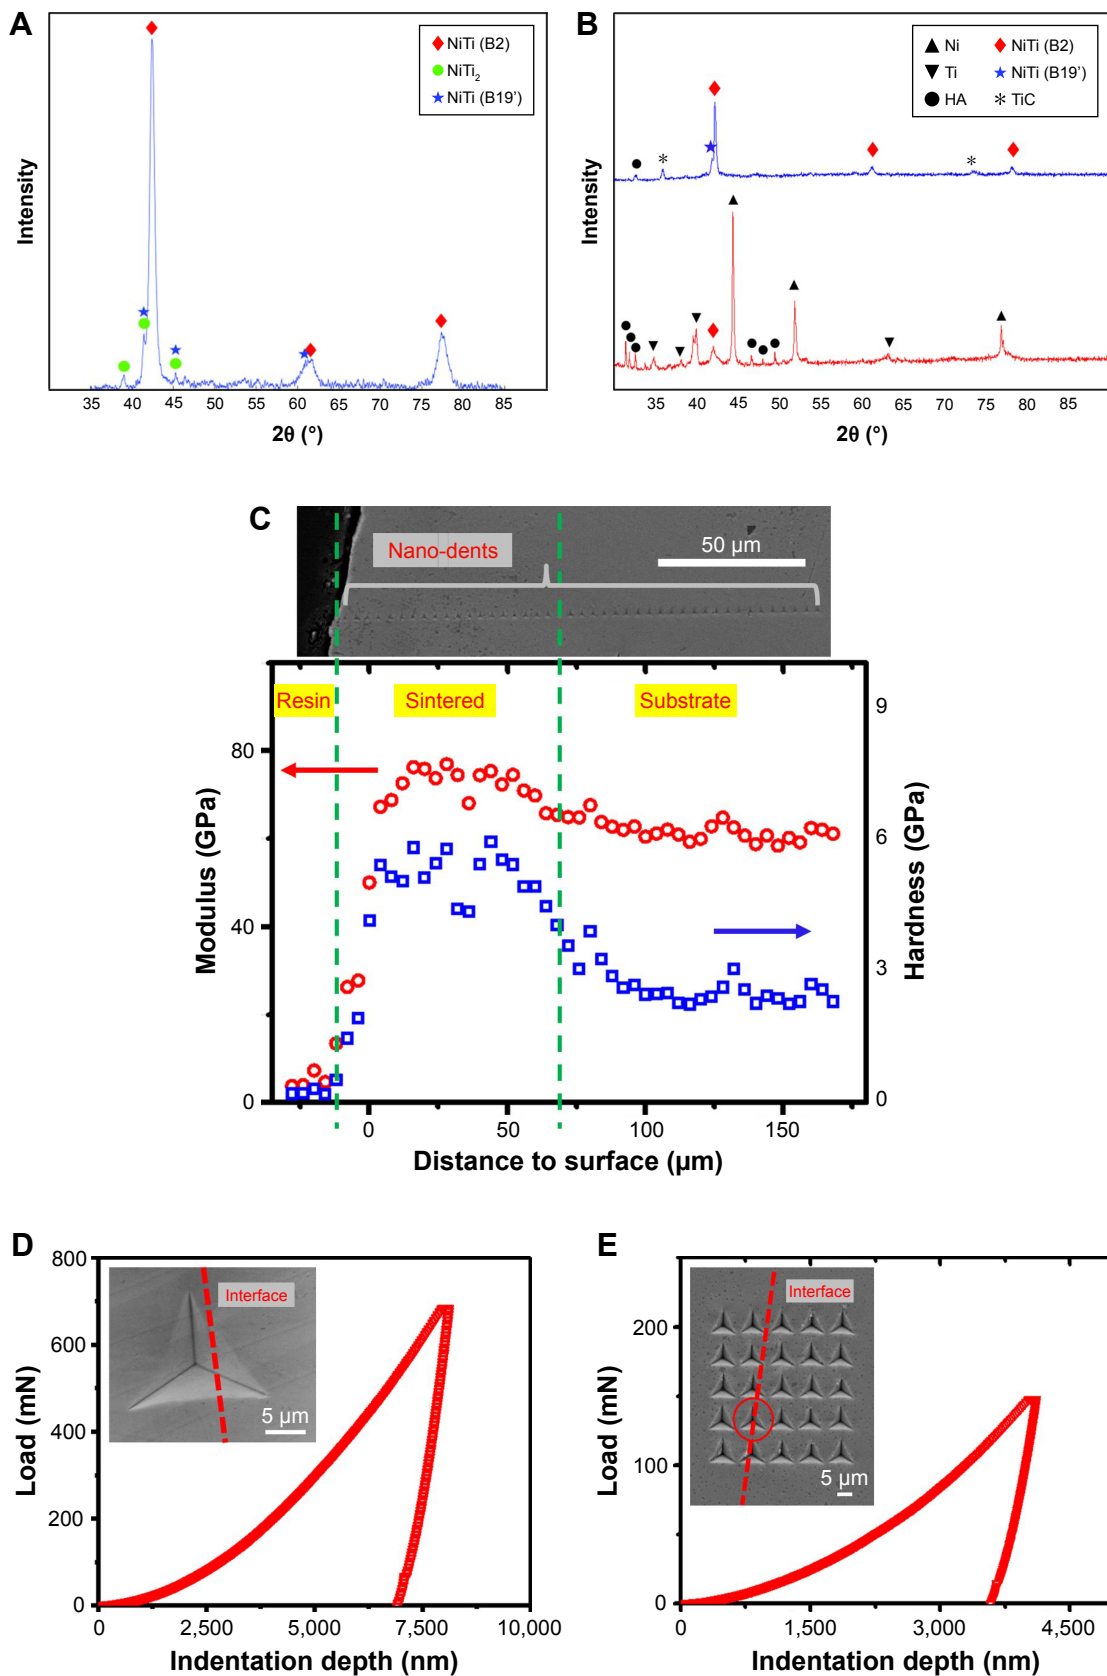 A
NiTi (B2)
NiTi2
NiTi (B19')
Intensity
35 40 45 50 55 60 65 70 75 80 85
2θ (°)
B
Ni NiTi (B2)
Ti NiTi (B19')
HA * TiC
*
*
Intensity
35 40 45 50 55 60 65 70 75 80 85
2θ (°)
C
Nano-dents
50 µm
Resin
Sintered
Substrate
80
40
0
Modulus (GPa)
9
6
3
0
Hardness (GPa)
0 50 100 150
Distance to surface (µm)
D
800
600
400
200
0
Load (mN)
Interface
5 µm
0 2,500 5,000 7,500 10,000
Indentation depth (nm)
E
200
100
0
Load (mN)
Interface
5 µm
0 1,500 3,000 4,500
Indentation depth (nm)